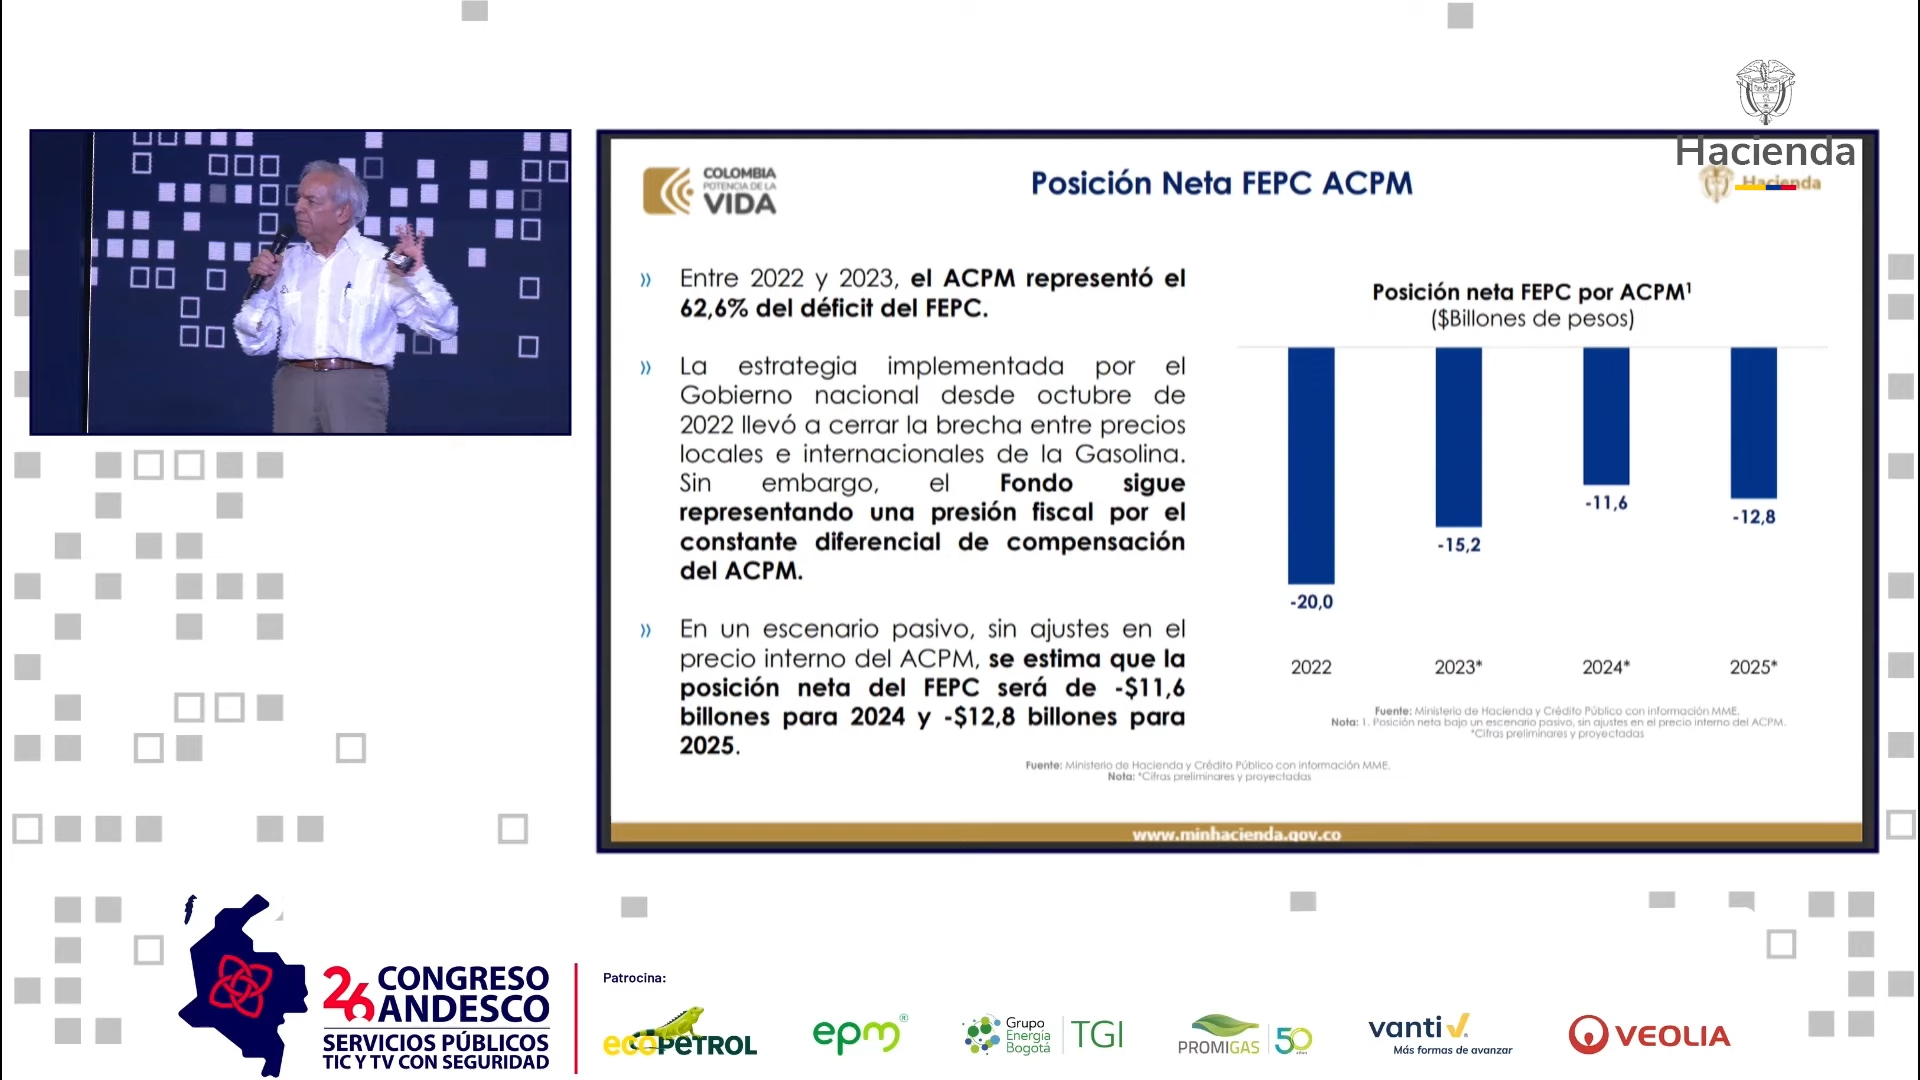 Hacienda
COLOMBIA
POTENCIA DE LA
VIDA
Posición Neta FEPC ACPM
Hacienda
» Entre 2022 y 2023, el ACPM representó el
62,6% del déficit del FEPC.
» La estrategia implementada por el
Gobierno nacional desde octubre de
2022 llevó a cerrar la brecha entre precios
locales e internacionales de la Gasolina.
Sin embargo, el Fondo sigue
representando una presión fiscal por el
constante diferencial de compensación
del ACPM.
» En un escenario pasivo, sin ajustes en el
precio interno del ACPM, se estima que la
posición neta del FEPC será de -$11,6
billones para 2024 y -$12,8 billones para
2025.
Posición neta FEPC por ACPM¹
($Billones de pesos)
-20,0
-15,2
-11,6
-12,8
2022 2023* 2024* 2025*
Fuente: Ministerio de Hacienda y Crédito Público con información MME.
Nota: 1. Posición neta bajo un escenario pasivo, sin ajustes en el precio interno del ACPM.
*Cifras preliminares y proyectadas
Fuente: Ministerio de Hacienda y Crédito Público con información MME.
Nota: *Cifras preliminares y proyectadas
www.minhacienda.gov.co
26 CONGRESO
ANDESCO
SERVICIOS PÚBLICOS
TIC Y TV CON SEGURIDAD
Patrocina:
ecoPETROL
epm®
Grupo
Energía
Bogotá
TGI
PROMIGAS
50
años
vanti
Más formas de avanzar
VEOLIA